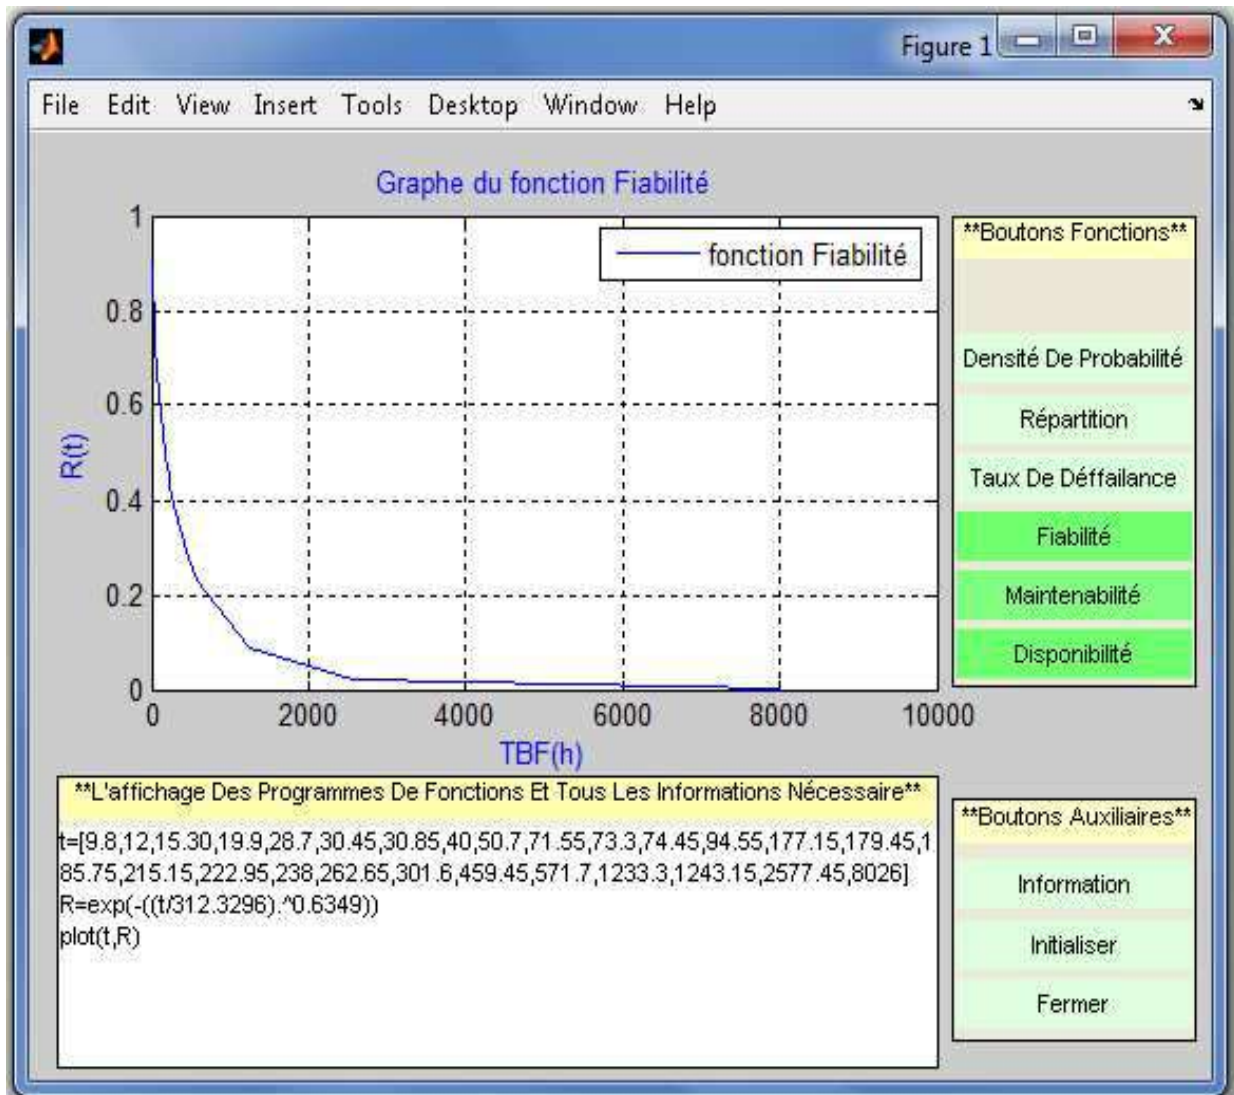 Figure 1
File Edit View Insert Tools Desktop Window Help
Graphe du fonction Fiabilité
1
0.8
0.6
0.4
0.2
0
R(t)
fonction Fiabilité
0 2000 4000 6000 8000 10000
TBF(h)
**Boutons Fonctions**
Densité De Probabilité
Répartition
Taux De Déffailance
Fiabilité
Maintenabilité
Disponibilité
**L'affichage Des Programmes De Fonctions Et Tous Les Informations Nécessaire**
t=[9.8,12,15.30,19.9,28.7,30.45,30.85,40,50.7,71.55,73.3,74.45,94.55,177.15,179.45,1
85.75,215.15,222.95,238,262.65,301.6,459.45,571.7,1233.3,1243.15,2577.45,8026]
R=exp(-((t/312.3296).^0.6349))
plot(t,R)
**Boutons Auxiliaires**
Information
Initialiser
Fermer